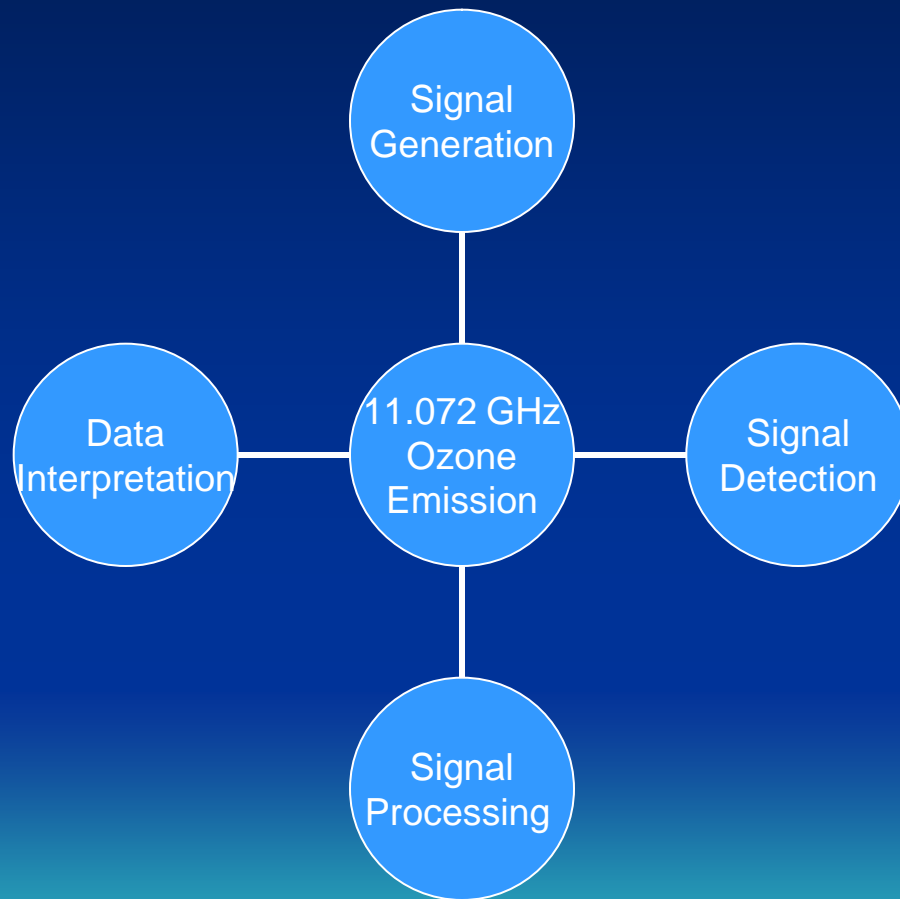 Signal
Generation
Data
Interpretation
11.072 GHz
Ozone
Emission
Signal
Detection
Signal
Processing